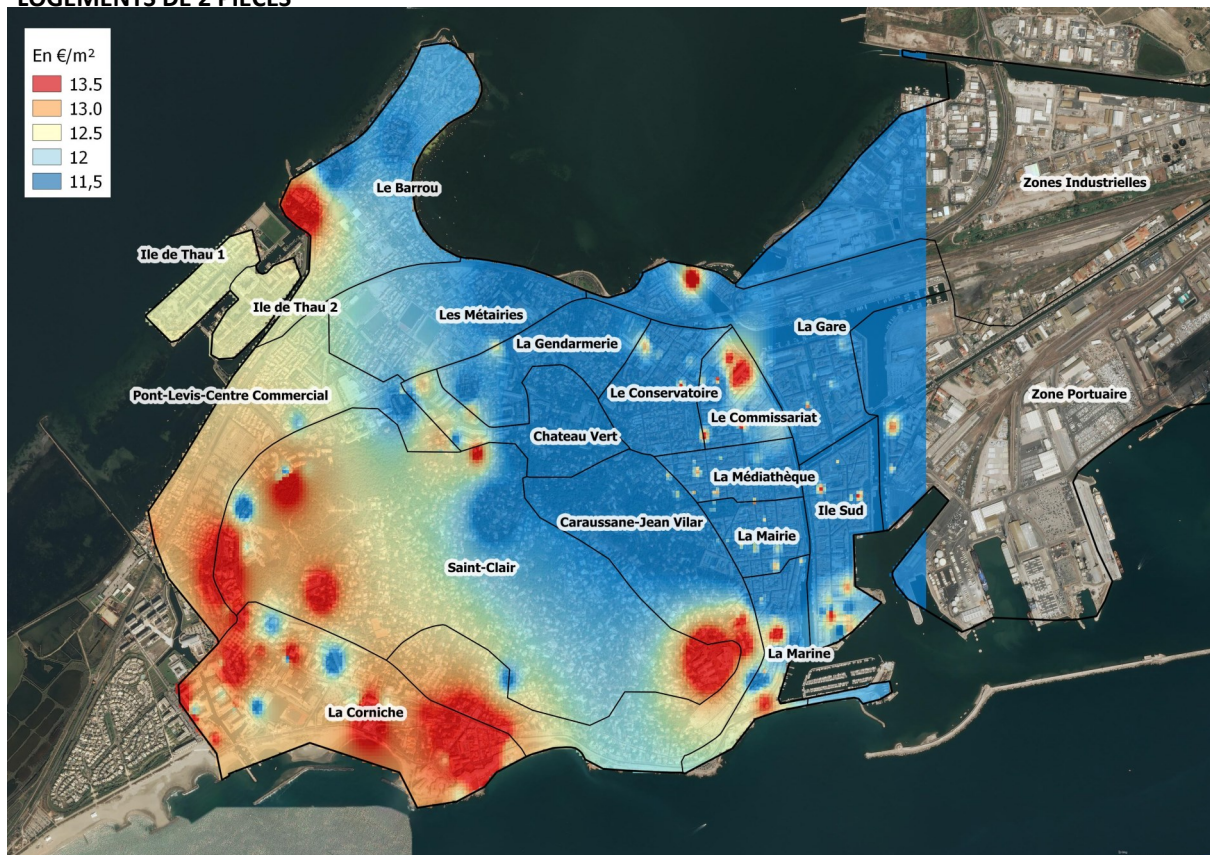 LOGEMENTS DE 2 PIECES
En €/m²
13.5
13.0
12.5
12
11,5
Le Barrou
Zones Industrielles
Ile de Thau 1
Ile de Thau 2
Les Métairies
La Gare
La Gendarmerie
Pont-Levis-Centre Commercial
Le Conservatoire
Zone Portuaire
Le Commissariat
Chateau Vert
La Médiathèque
Ile Sud
Caraussane-Jean Vilar
La Mairie
Saint-Clair
La Marine
La Corniche